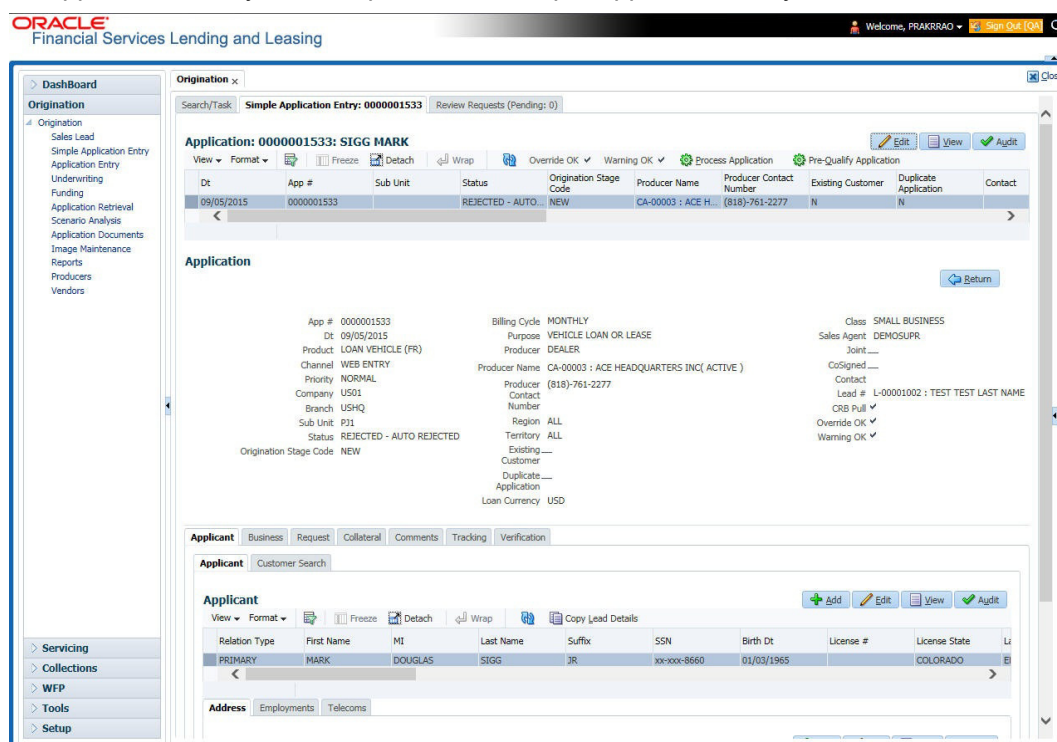 ORACLE
Financial Services Lending and Leasing
Welcome, PRAKRRAO
Sign Out [QA]
Clos
DashBoard
Origination
Origination
Sales Lead
Simple Application Entry
Application Entry
Underwriting
Funding
Application Retrieval
Scenario Analysis
Application Documents
Image Maintenance
Reports
Producers
Vendors
Servicing
Collections
WFP
Tools
Setup
Origination x
Search/Task Simple Application Entry: 0000001533 Review Requests (Pending: 0)
Application: 0000001533: SIGG MARK
Edit View Audit
View Format Freeze Detach Wrap Override OK Warning OK Process Application Pre-Qualify Application
Dt App # Sub Unit Status Origination Stage Code Producer Name Producer Contact Number Existing Customer Duplicate Application Contact
09/05/2015 0000001533 REJECTED - AUTO... NEW CA-00003 : ACE H... (818)-761-2277 N N
Application
Return
App # 0000001533
Dt 09/05/2015
Product LOAN VEHICLE (FR)
Channel WEB ENTRY
Priority NORMAL
Company US01
Branch USHQ
Sub Unit PJ1
Status REJECTED - AUTO REJECTED
Origination Stage Code NEW
Billing Cycle MONTHLY
Purpose VEHICLE LOAN OR LEASE
Producer DEALER
Producer Name CA-00003 : ACE HEADQUARTERS INC( ACTIVE )
Producer Contact Number (818)-761-2277
Region ALL
Territory ALL
Existing Customer
Duplicate Application
Loan Currency USD
Class SMALL BUSINESS
Sales Agent DEMOSUPR
Joint
CoSigned
Contact
Lead # L-00001002 : TEST TEST LAST NAME
CRB Pull
Override OK
Warning OK
Applicant Business Request Collateral Comments Tracking Verification
Applicant Customer Search
Applicant
Add Edit View Audit
View Format Freeze Detach Wrap Copy Lead Details
Relation Type First Name MI Last Name Suffix SSN Birth Dt License # License State La
PRIMARY MARK DOUGLAS SIGG JR xx-xxx-8660 01/03/1965 COLORADO
Address Employments Telecoms